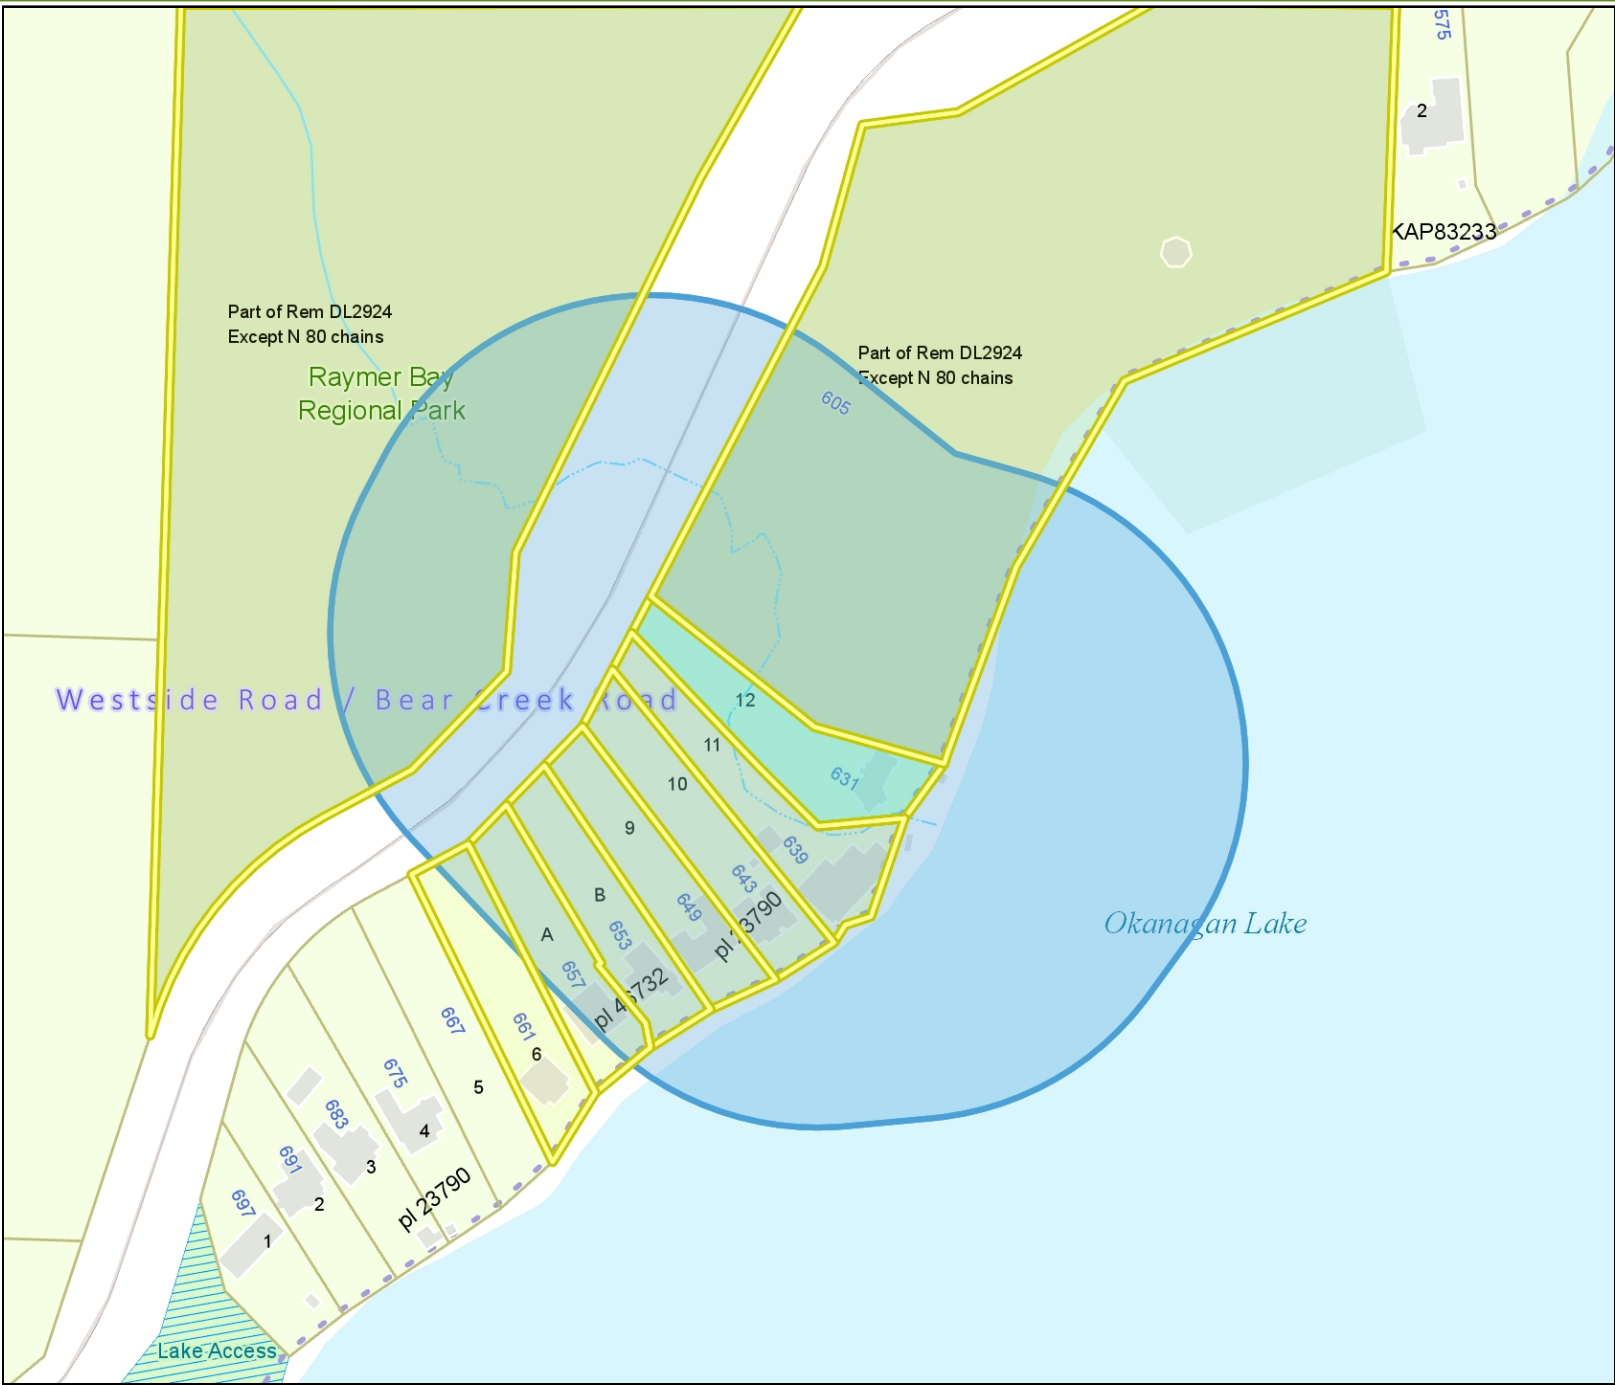 575
2
KAP83233
Part of Rem DL2924
Except N 80 chains
Raymer Bay
Regional Park
Part of Rem DL2924
Except N 80 chains
605
Westside Road / Bear Creek Road
12
11
631
10
9
639
643
B
649
pl 23790
A
653
657
pl 46732
Okanagan Lake
667
661
6
675
5
683
4
691
3
pl 23790
697
2
1
Lake Access